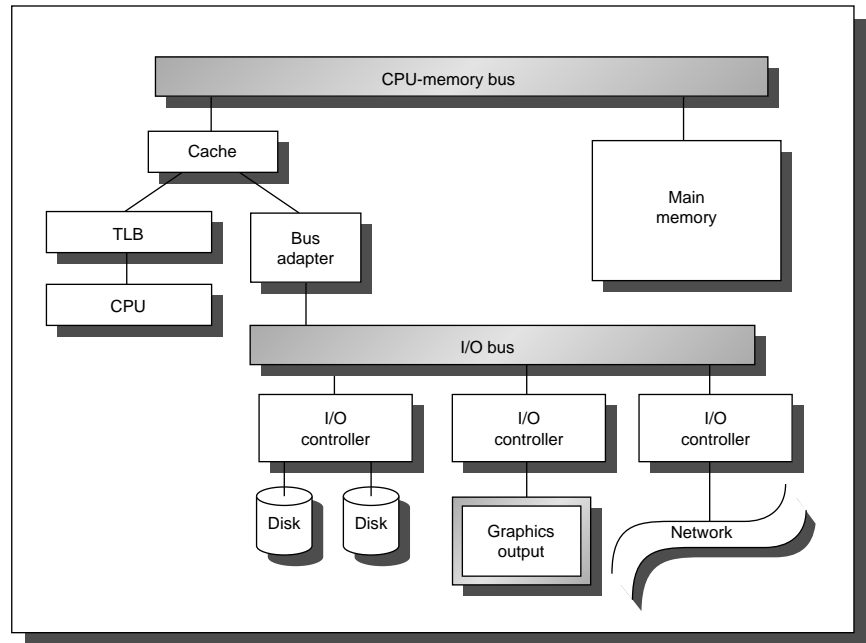 CPU-memory bus
Cache
Main
memory
TLB
Bus
adapter
CPU
I/O bus
I/O
controller
I/O
controller
I/O
controller
Disk
Disk
Graphics
output
Network